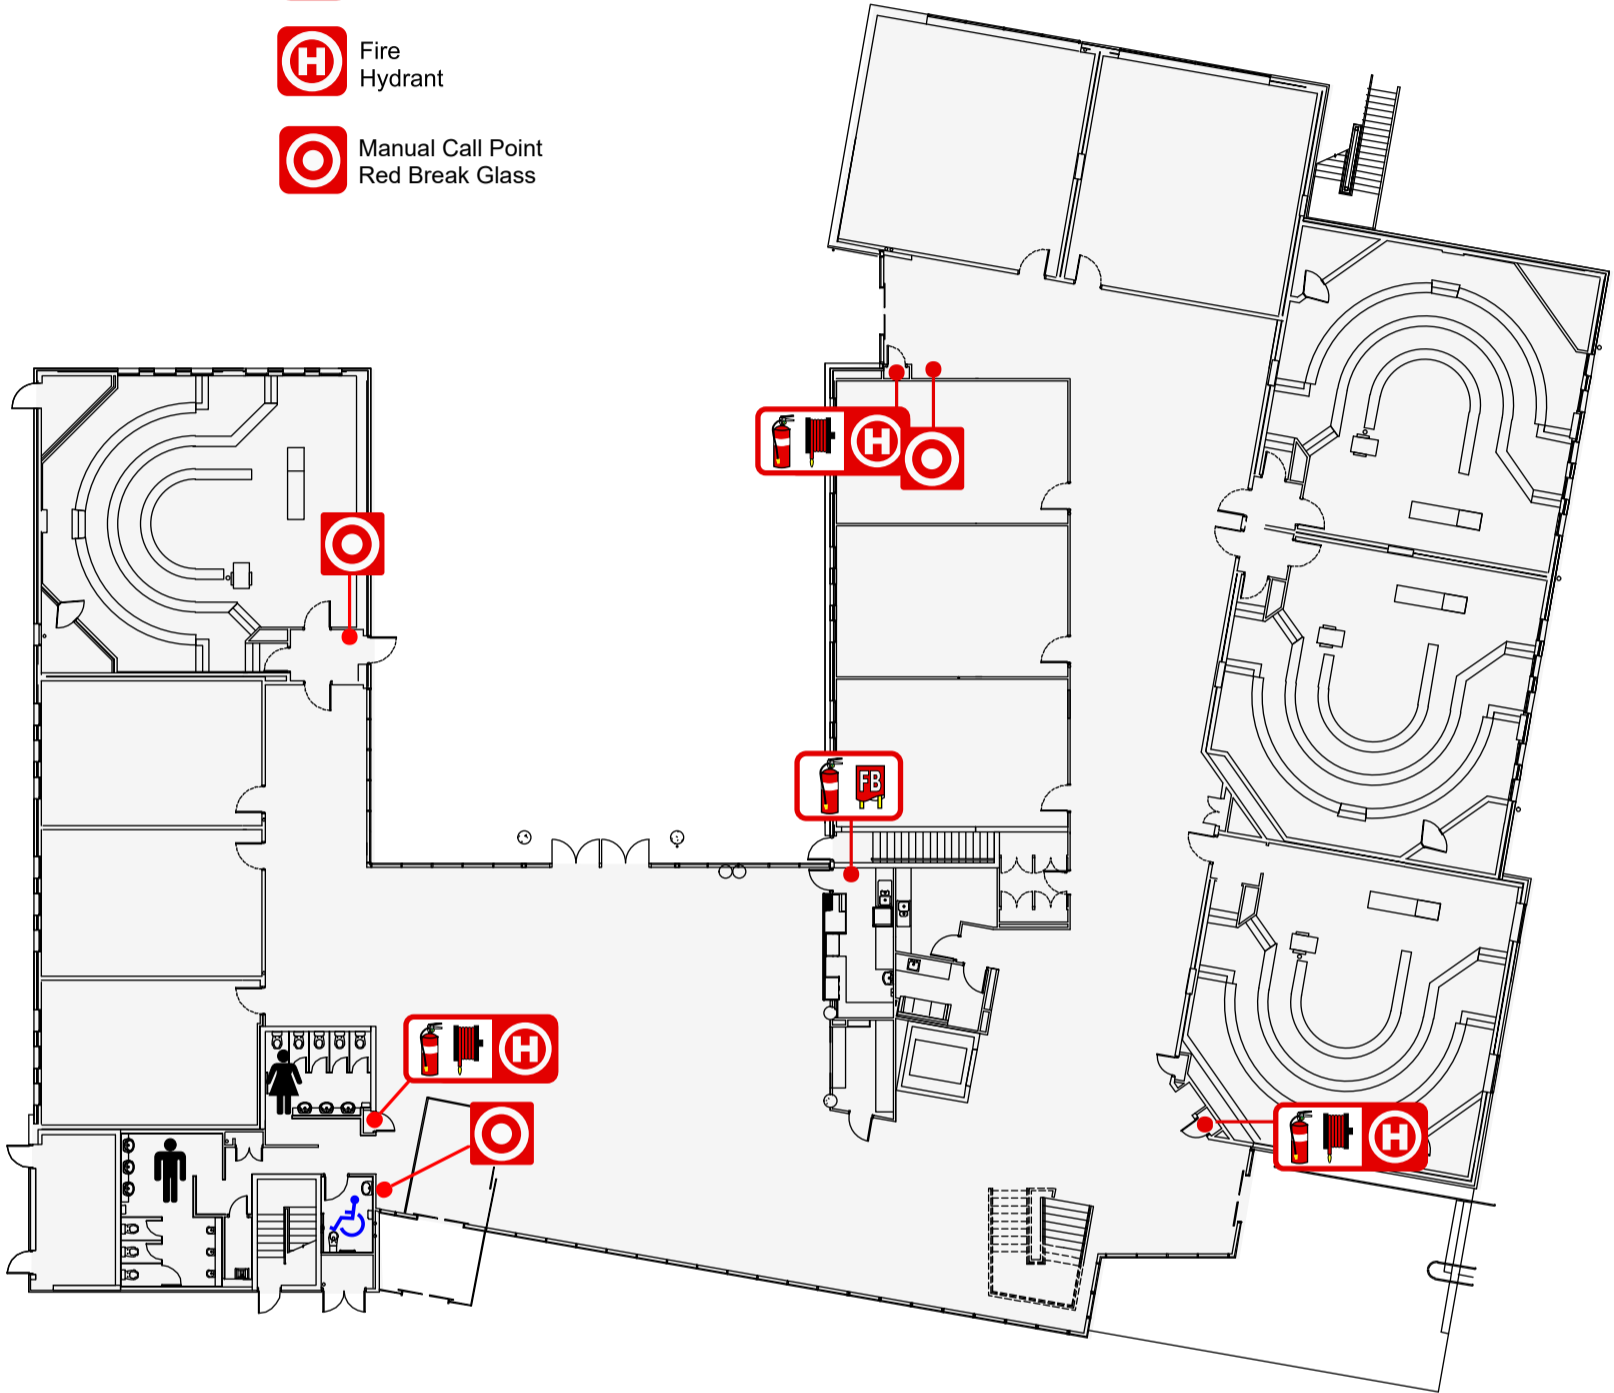 H
Fire
Hydrant
Manual Call Point
Red Break Glass
H
FB
H
H